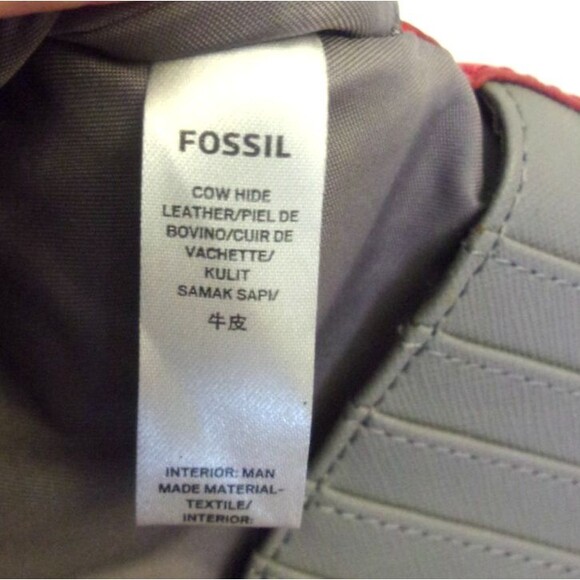 FOSSIL
COW HIDE
LEATHER/PIEL DE
BOVINO/CUIR DE
VACHETTE/
KULIT
SAMAK SAPI/
牛皮
INTERIOR: MAN
MADE MATERIAL-
TEXTILE/
INTERIOR: